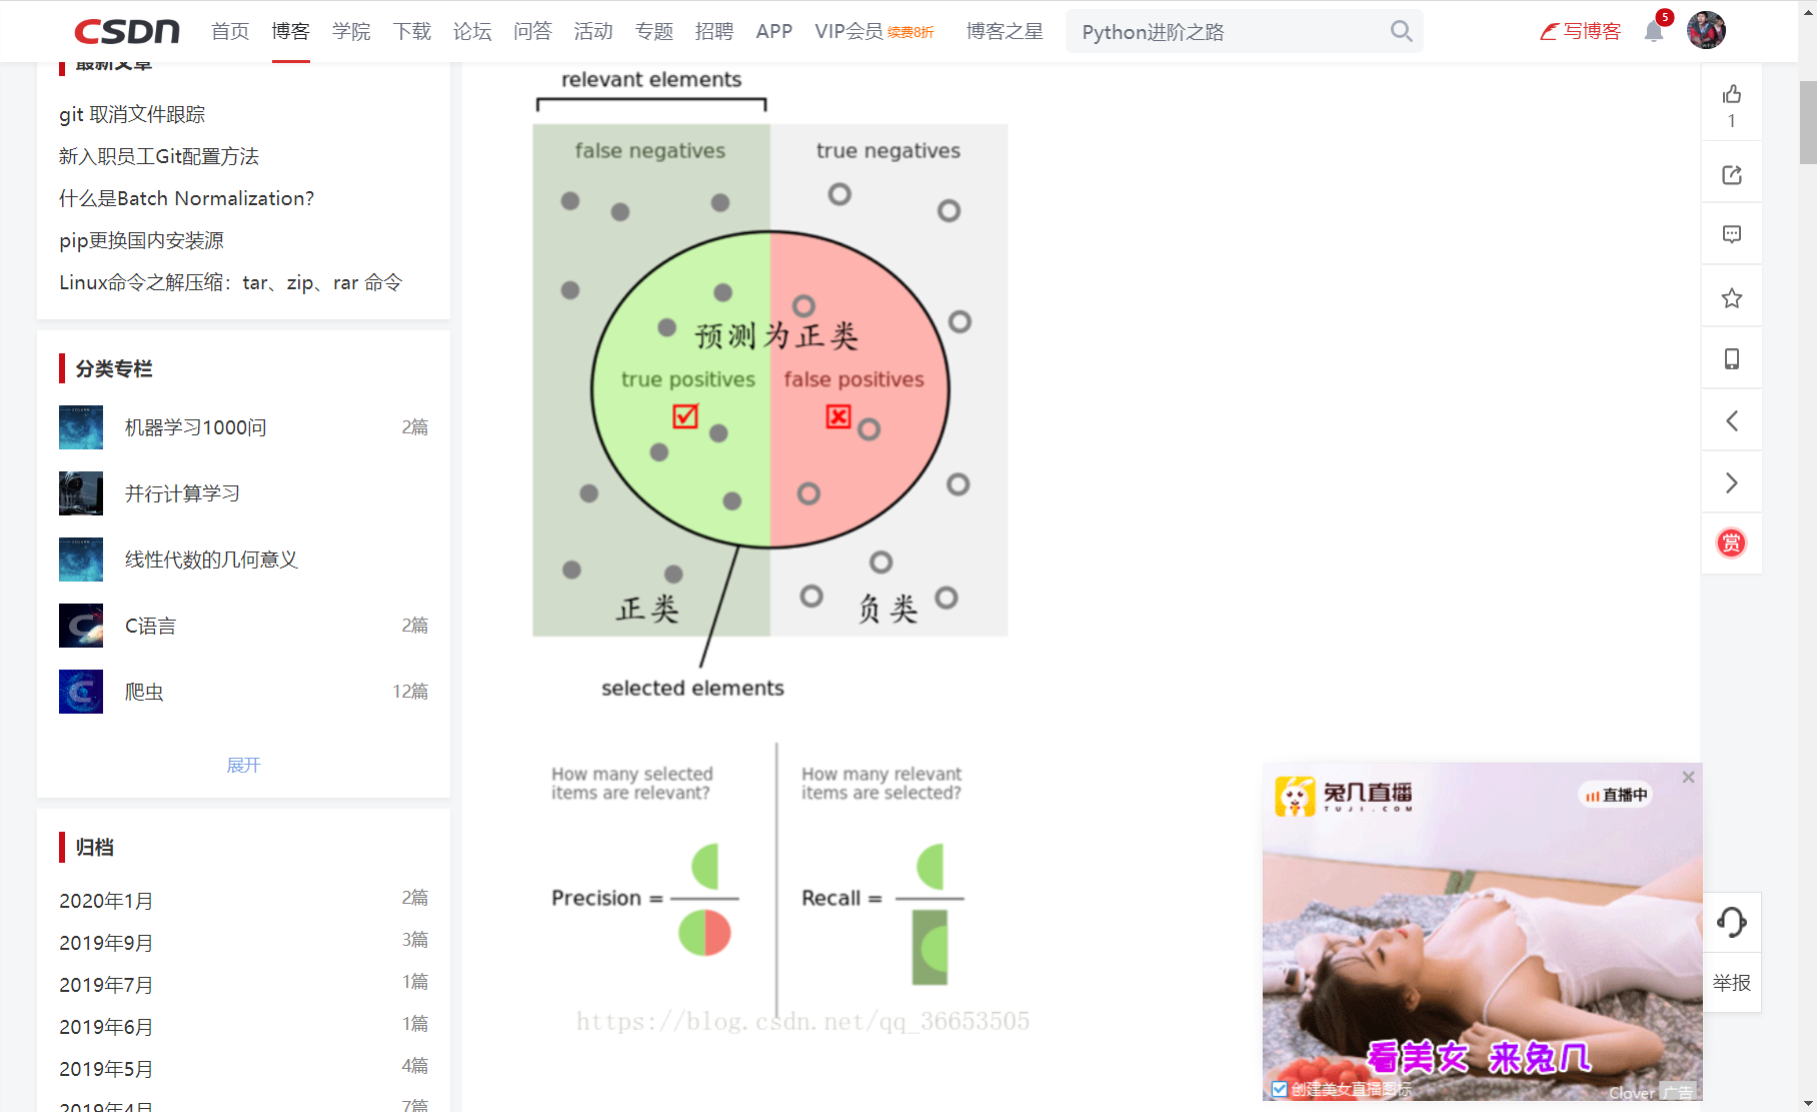 CSDN 首页 博客 学院 下载 论坛 问答 活动 专题 招聘 APP VIP会员 续费8折 博客之星 Python进阶之路 写博客 5
最新文章
git 取消文件跟踪
新入职员工Git配置方法
什么是Batch Normalization?
pip更换国内安装源
Linux命令之解压缩：tar、zip、rar 命令
分类专栏
机器学习1000问 2篇
并行计算学习
线性代数的几何意义
C语言 2篇
爬虫 12篇
展开
归档
2020年1月 2篇
2019年9月 3篇
2019年7月 1篇
2019年6月 1篇
2019年5月 4篇
2019年4月 7篇
relevant elements
false negatives true negatives
预测为正类
true positives false positives
正类 负类
selected elements
How many selected
items are relevant?
How many relevant
items are selected?
Precision =
Recall =
https://blog.csdn.net/qq_36653505
1
赏
举报
兔几直播
TUJI.COM
直播中
看美女 来兔几
创建美女直播图标
Clover 广告